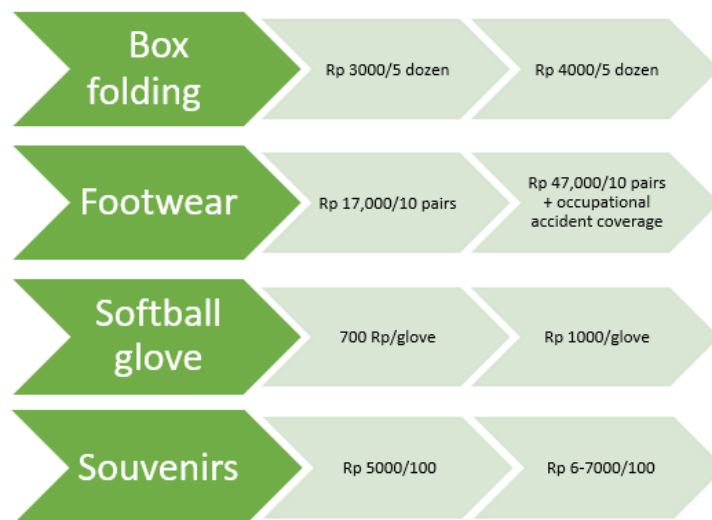 Box
folding
Rp 3000/5 dozen
Rp 4000/5 dozen
Footwear
Rp 17,000/10 pairs
Rp 47,000/10 pairs
+ occupational
accident coverage
Softball
glove
700 Rp/glove
Rp 1000/glove
Souvenirs
Rp 5000/100
Rp 6-7000/100